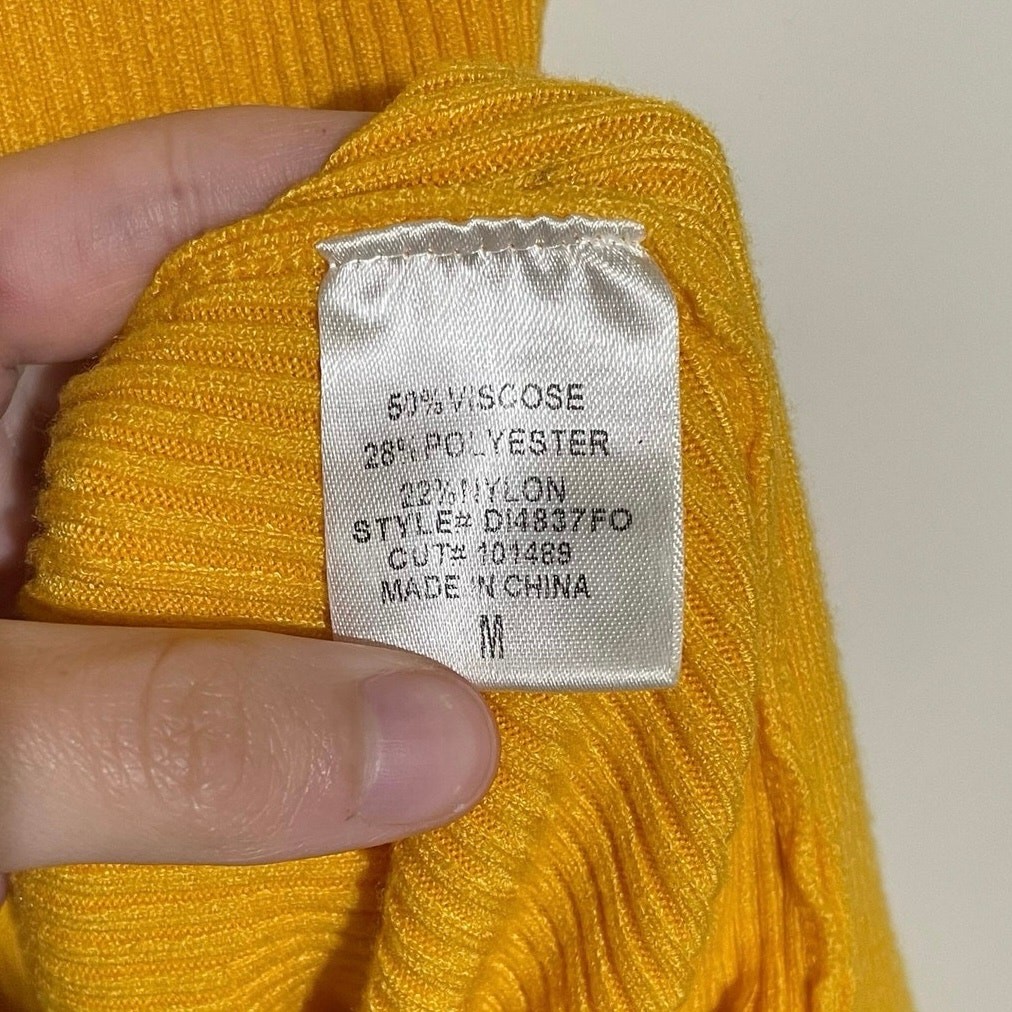 50% VISCOSE
28% POLYESTER
22% NYLON
STYLE# DI4837FO
CUT# 101489
MADE IN CHINA
M